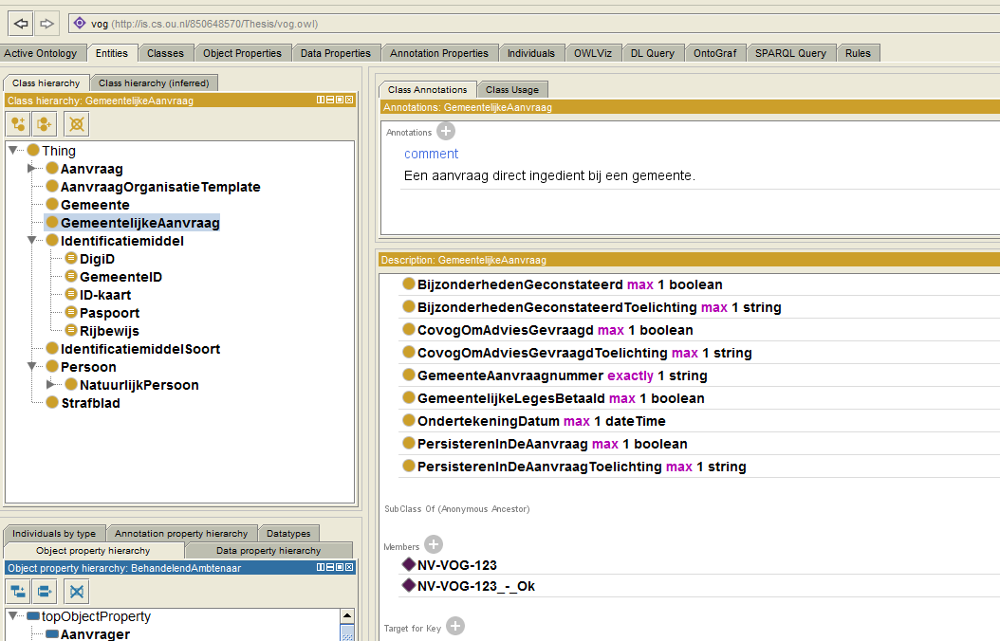 vog (http://is.cs.ou.nl/850648570/Thesis/vog.owl)
Active Ontology Entities Classes Object Properties Data Properties Annotation Properties Individuals OWLViz DL Query OntoGraf SPARQL Query Rules
Class hierarchy Class hierarchy (inferred)
Class hierarchy: GemeentelijkeAanvraag
Thing
Aanvraag
AanvraagOrganisatieTemplate
Gemeente
GemeentelijkeAanvraag
Identificatiemiddel
DigiD
GemeenteID
ID-kaart
Paspoort
Rijbewijs
IdentificatiemiddelSoort
Persoon
NatuurlijkPersoon
Strafblad
Individuals by type Annotation property hierarchy Datatypes
Object property hierarchy Data property hierarchy
Object property hierarchy: BehandelendAmbtenaar
topObjectProperty
Aanvrager
Class Annotations Class Usage
Annotations: GemeentelijkeAanvraag
Annotations
comment
Een aanvraag direct ingedient bij een gemeente.
Description: GemeentelijkeAanvraag
BijzonderhedenGeconstateerd max 1 boolean
BijzonderhedenGeconstateerdToelichting max 1 string
CovogOmAdviesGevraagd max 1 boolean
CovogOmAdviesGevraagdToelichting max 1 string
GemeenteAanvraagnummer exactly 1 string
GemeentelijkeLegesBetaald max 1 boolean
OndertekeningDatum max 1 dateTime
PersisterenInDeAanvraag max 1 boolean
PersisterenInDeAanvraagToelichting max 1 string
SubClass Of (Anonymous Ancestor)
Members
NV-VOG-123
NV-VOG-123_-_Ok
Target for Key